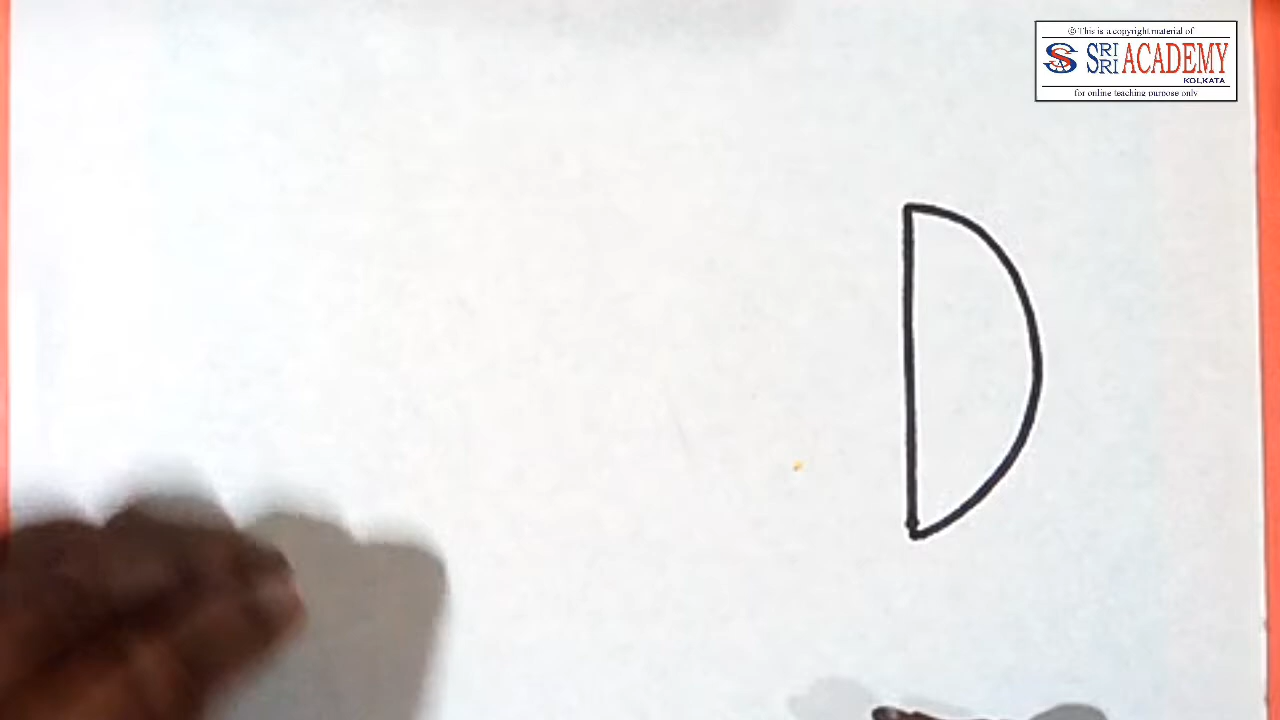 © This is a copyright material of
SRI SRI ACADEMY
KOLKATA
for online teaching purpose only
D